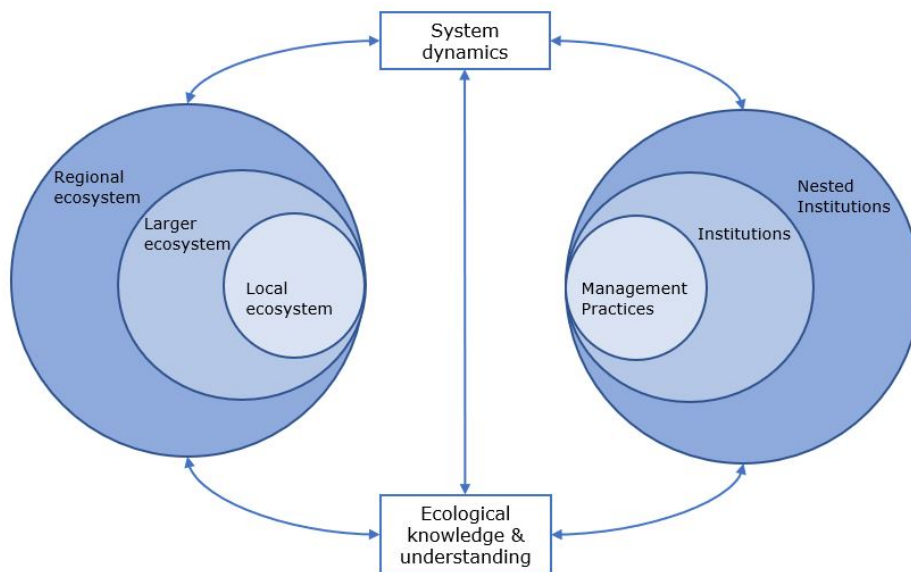 System
dynamics
Regional
ecosystem
Larger
ecosystem
Local
ecosystem
Nested
Institutions
Institutions
Management
Practices
Ecological
knowledge &
understanding